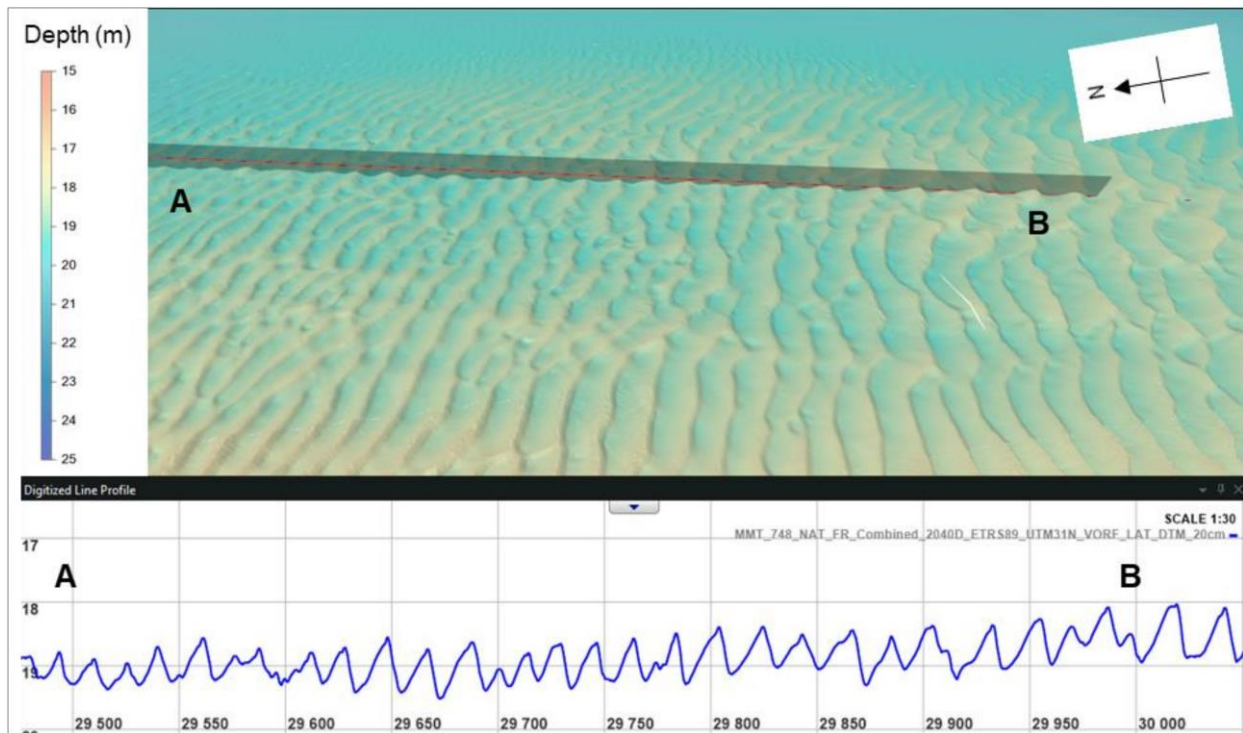 Depth (m)
15
16
17
18
19
20
21
22
23
24
25
N
A
B
Digitized Line Profile
SCALE 1:30
MMT_748_NAT_FR_Combined_2040D_ETRS89_UTM31N_VORF_LAT_DTM_20cm
17
A
B
18
19
29 500
29 550
29 600
29 650
29 700
29 750
29 800
29 850
29 900
29 950
30 000